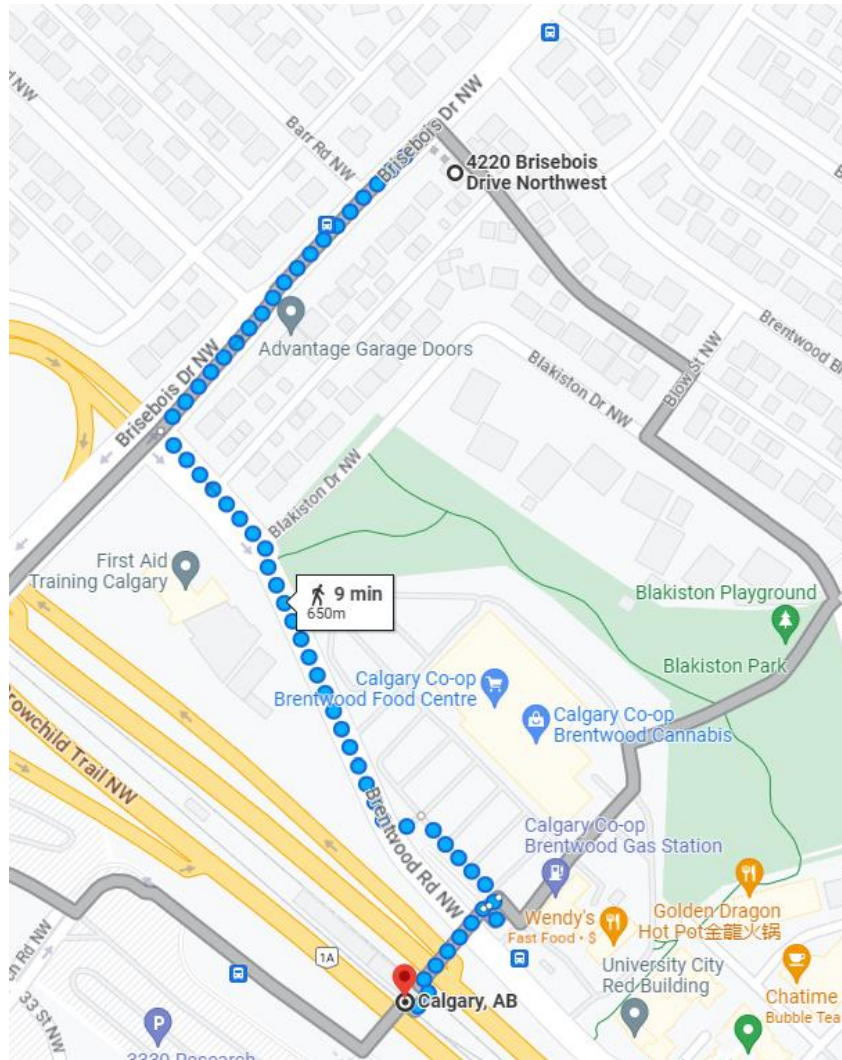 Brisebois Dr NW
Barr Rd NW
4220 Brisebois
Drive Northwest
Advantage Garage Doors
Brisebois Dr NW
Blow St NW
Blakiston Dr NW
Blakiston Dr NW
First Aid
Training Calgary
9 min
650m
Blakiston Playground
Blakiston Park
Calgary Co-op
Brentwood Food Centre
Calgary Co-op
Brentwood Cannabis
rowchild Trail NW
Brentwood Rd NW
Calgary Co-op
Brentwood Gas Station
Wendy's
Fast Food • $
Golden Dragon
Hot Pot金龍火锅
University City
Red Building
Chatime
Bubble Tea
1A
Calgary, AB
33 St NW
P
3330 Research